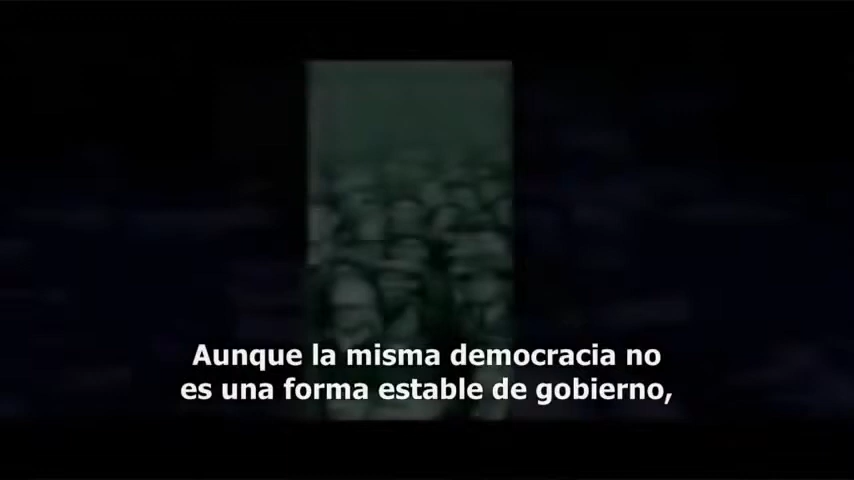 Aunque la misma democracia no
es una forma estable de gobierno,